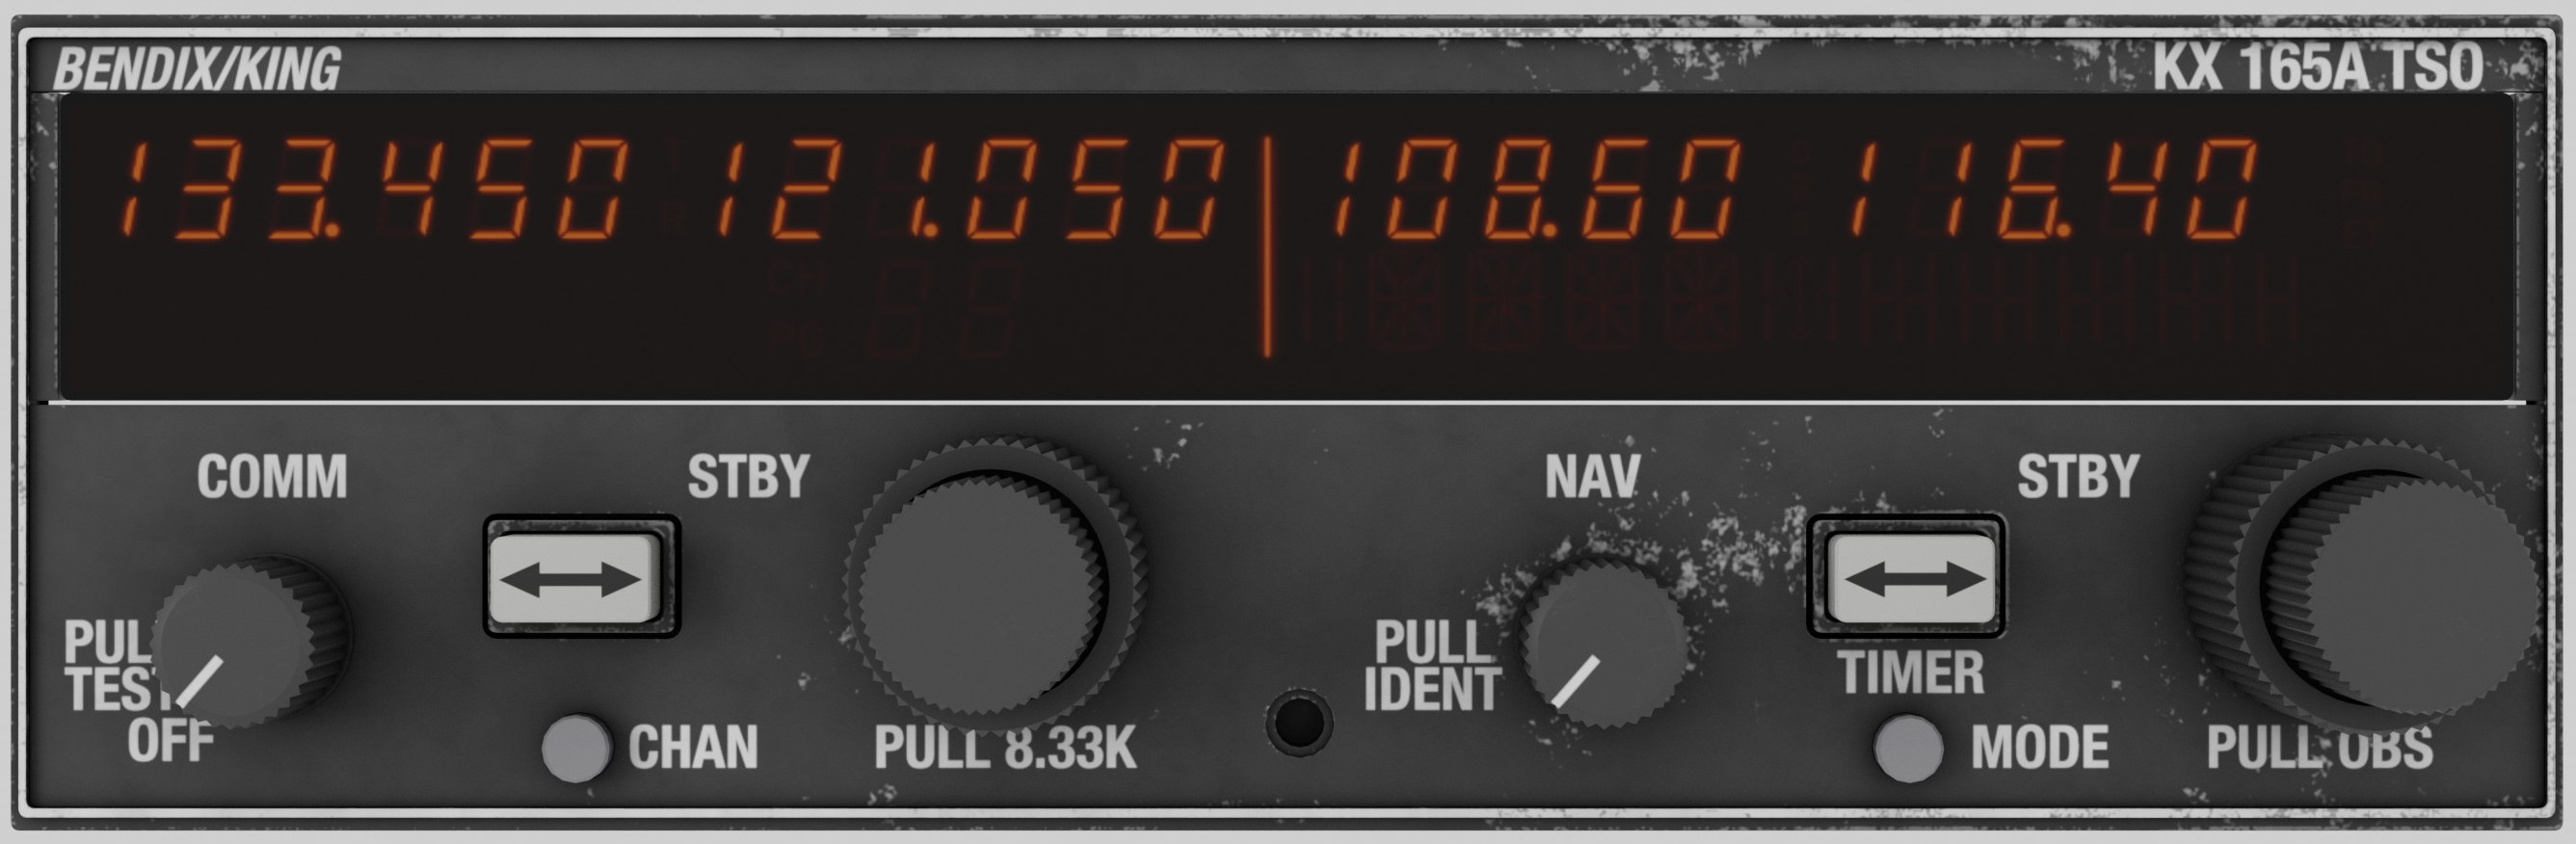 BENDIX/KING KX 165A TSO
133.450 121.050 108.60 116.40
COMM STBY NAV STBY
PULL
TEST
OFF
CHAN
PULL 8.33K
PULL
IDENT
TIMER
MODE
PULL OBS